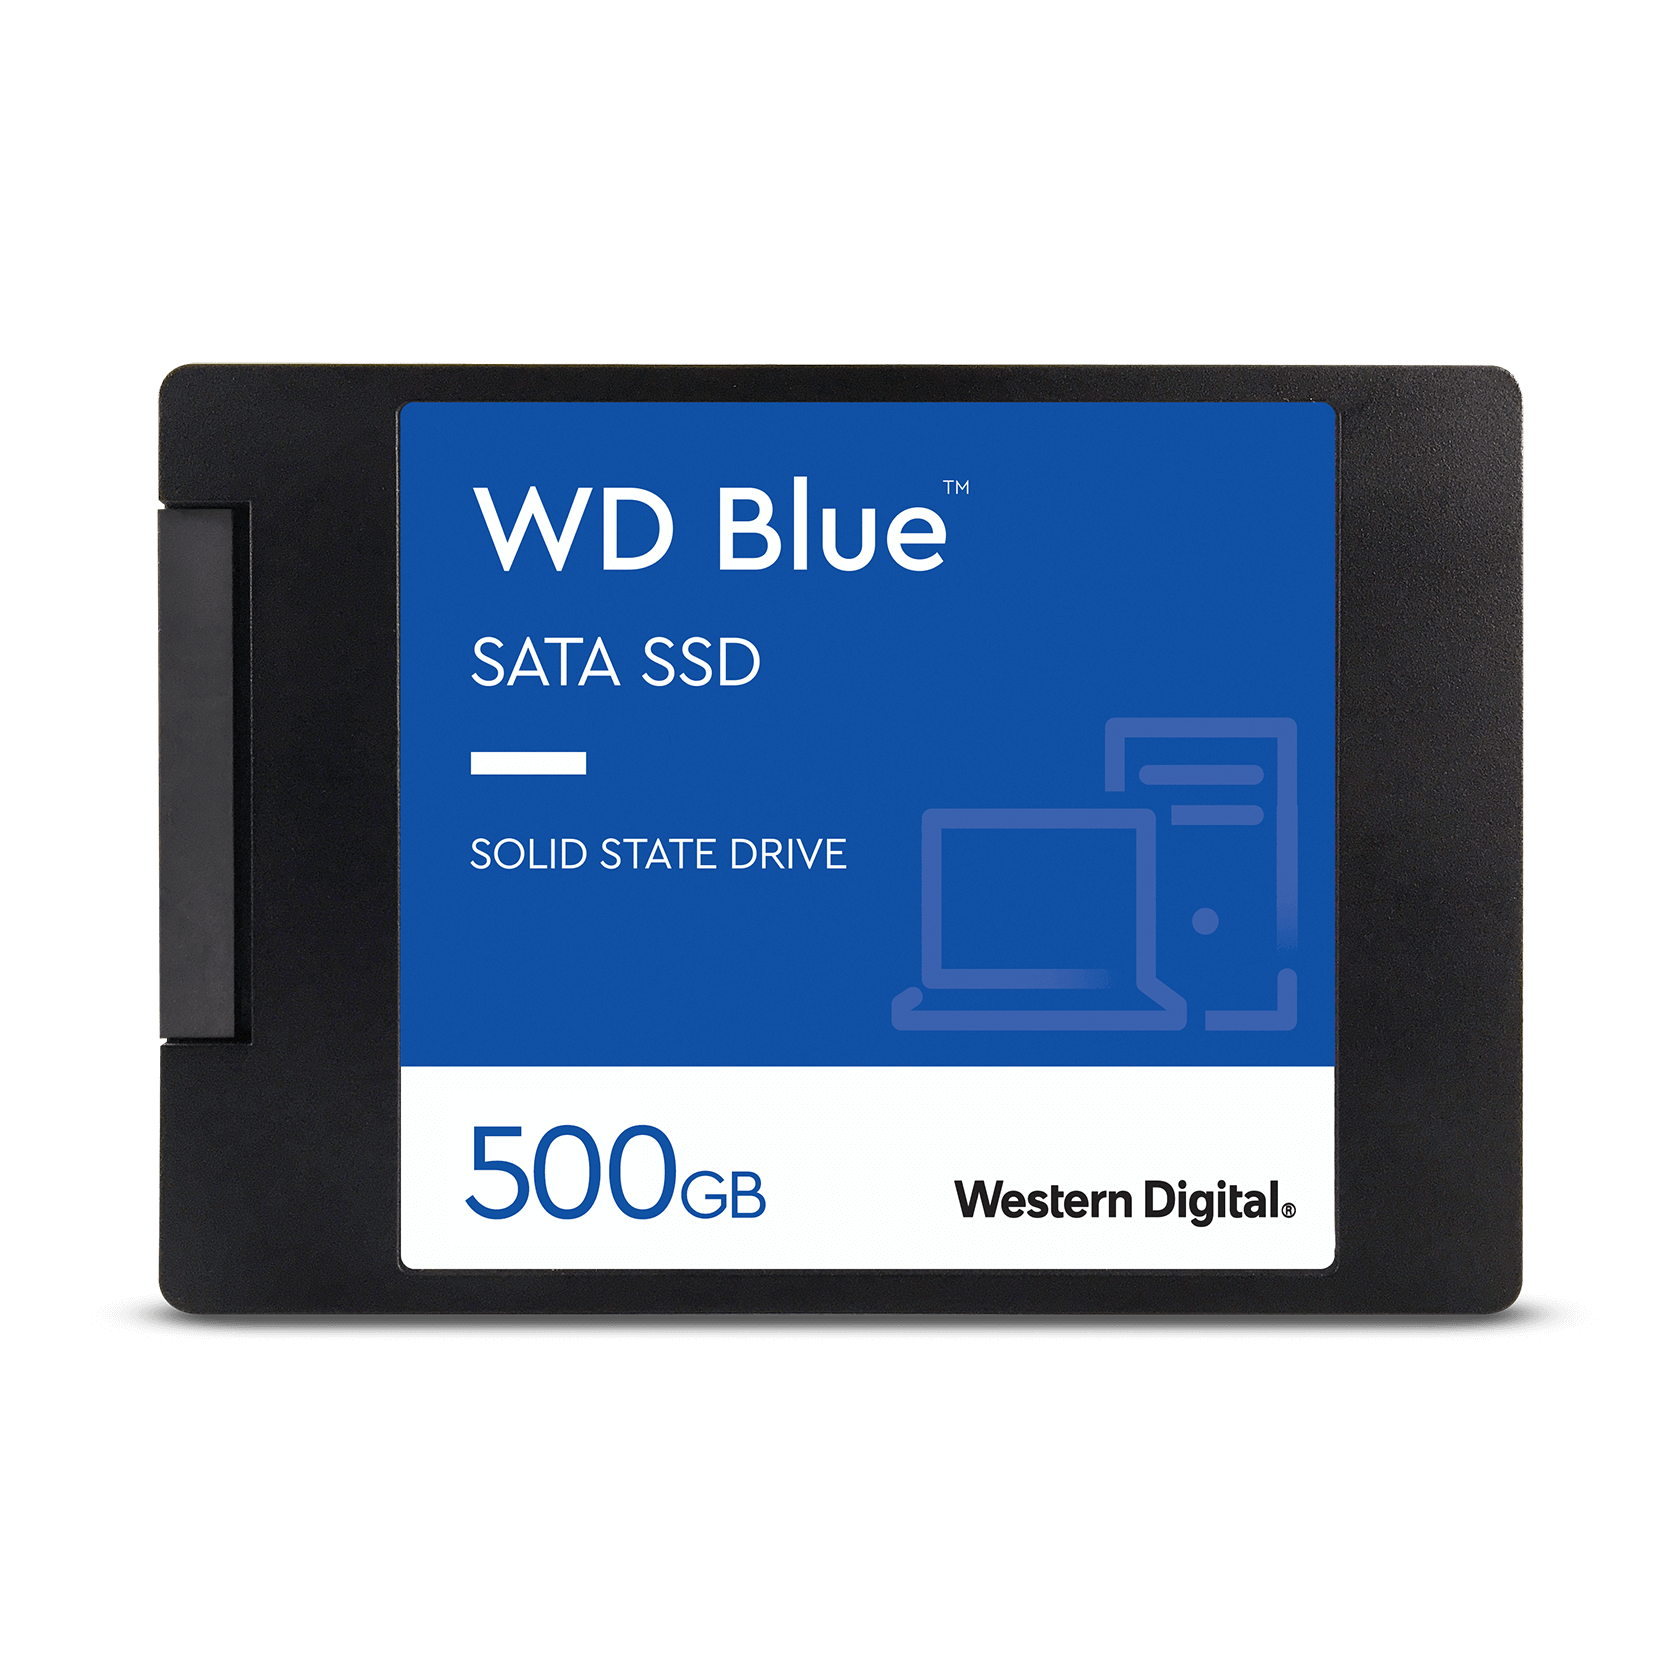 WD Blue™
SATA SSD
SOLID STATE DRIVE
500GB
Western Digital®